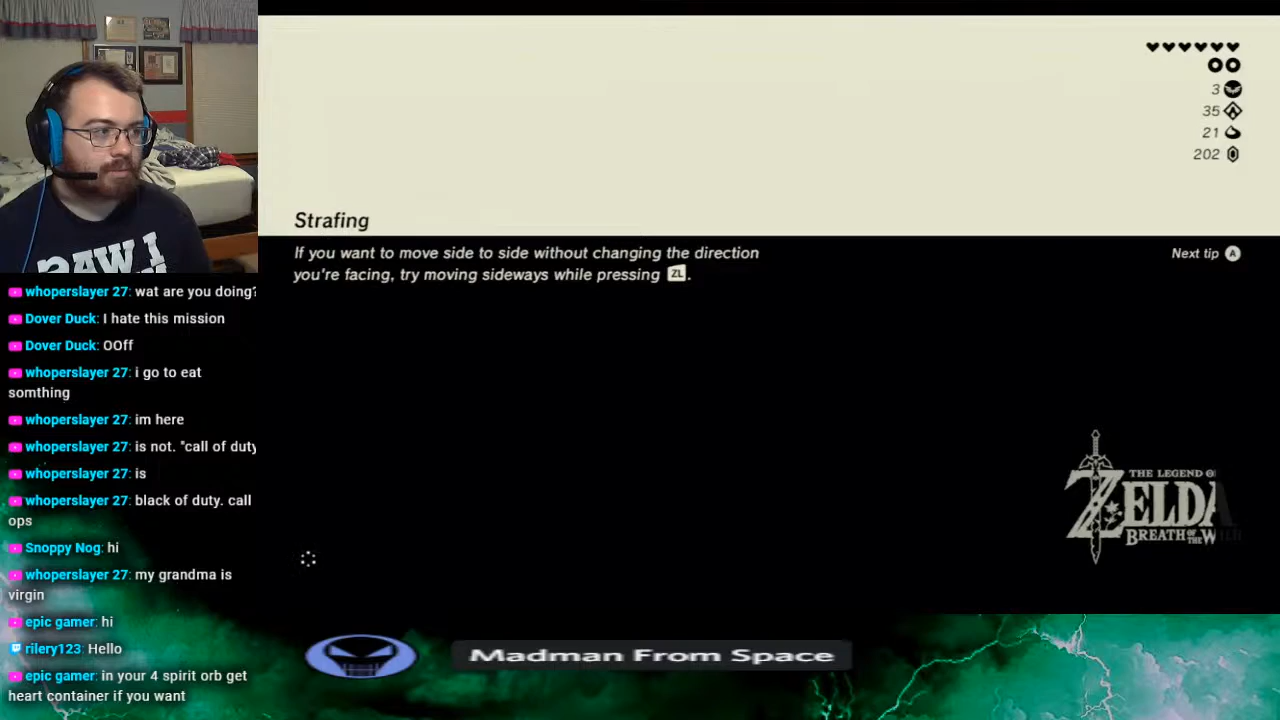 3
35
21
202
Strafing
If you want to move side to side without changing the direction
you're facing, try moving sideways while pressing ZL.
Next tip A
I WAS
whoperslayer 27: wat are you doing?
Dover Duck: I hate this mission
Dover Duck: OOff
whoperslayer 27: i go to eat
somthing
whoperslayer 27: im here
whoperslayer 27: is not. "call of duty
whoperslayer 27: is
whoperslayer 27: black of duty. call
ops
Snoppy Nog: hi
whoperslayer 27: my grandma is
virgin
epic gamer: hi
rilery123: Hello
epic gamer: in your 4 spirit orb get
heart container if you want
THE LEGEND OF
ZELDA
BREATH OF THE WILD
Madman From Space